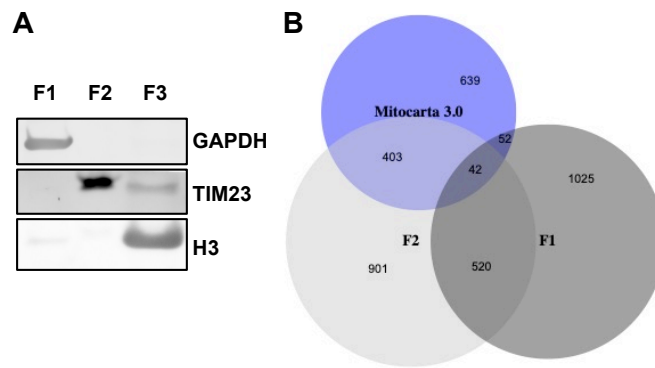 A
F1 F2 F3
GAPDH
TIM23
H3
B
639
Mitocarta 3.0
52
403
42
1025
F2
F1
901
520